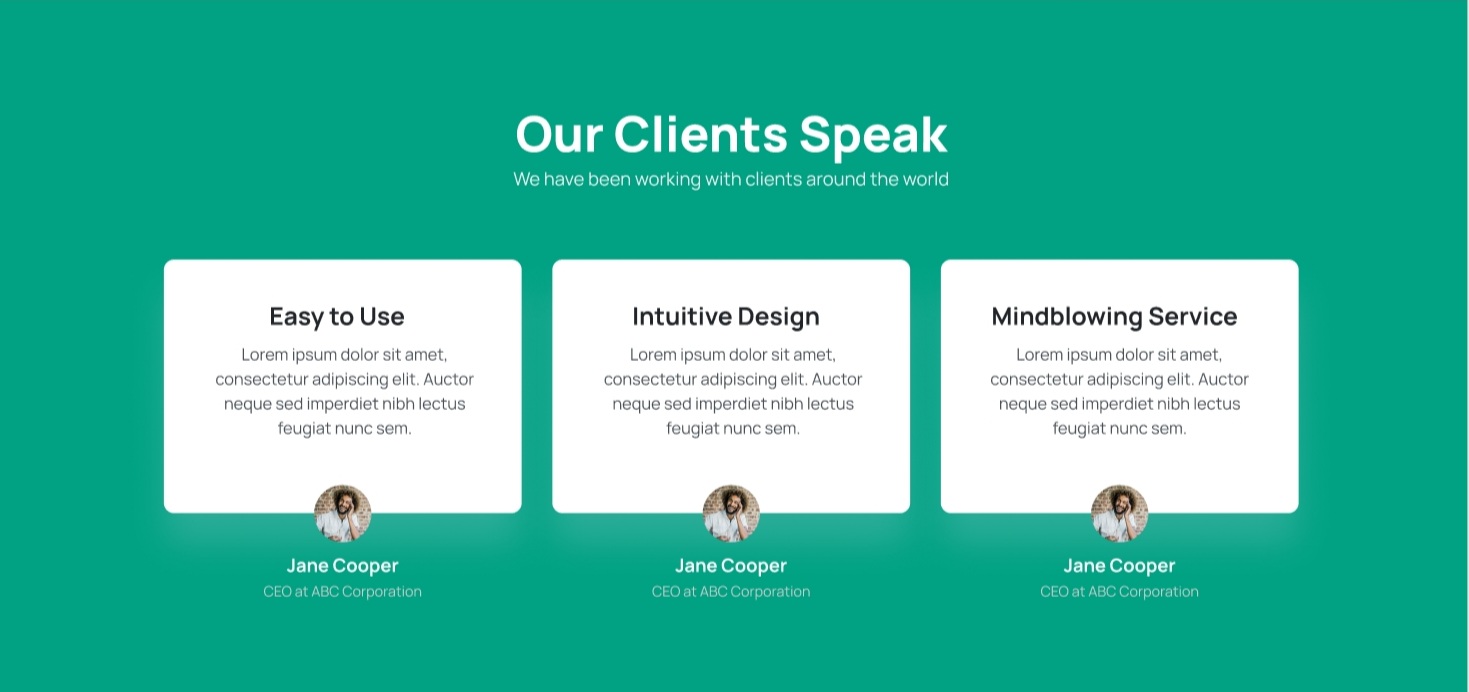 Our Clients Speak
We have been working with clients around the world
Easy to Use
Lorem ipsum dolor sit amet,
consectetur adipiscing elit. Auctor
neque sed imperdiet nibh lectus
feugiat nunc sem.
Jane Cooper
CEO at ABC Corporation
Intuitive Design
Lorem ipsum dolor sit amet,
consectetur adipiscing elit. Auctor
neque sed imperdiet nibh lectus
feugiat nunc sem.
Jane Cooper
CEO at ABC Corporation
Mindblowing Service
Lorem ipsum dolor sit amet,
consectetur adipiscing elit. Auctor
neque sed imperdiet nibh lectus
feugiat nunc sem.
Jane Cooper
CEO at ABC Corporation